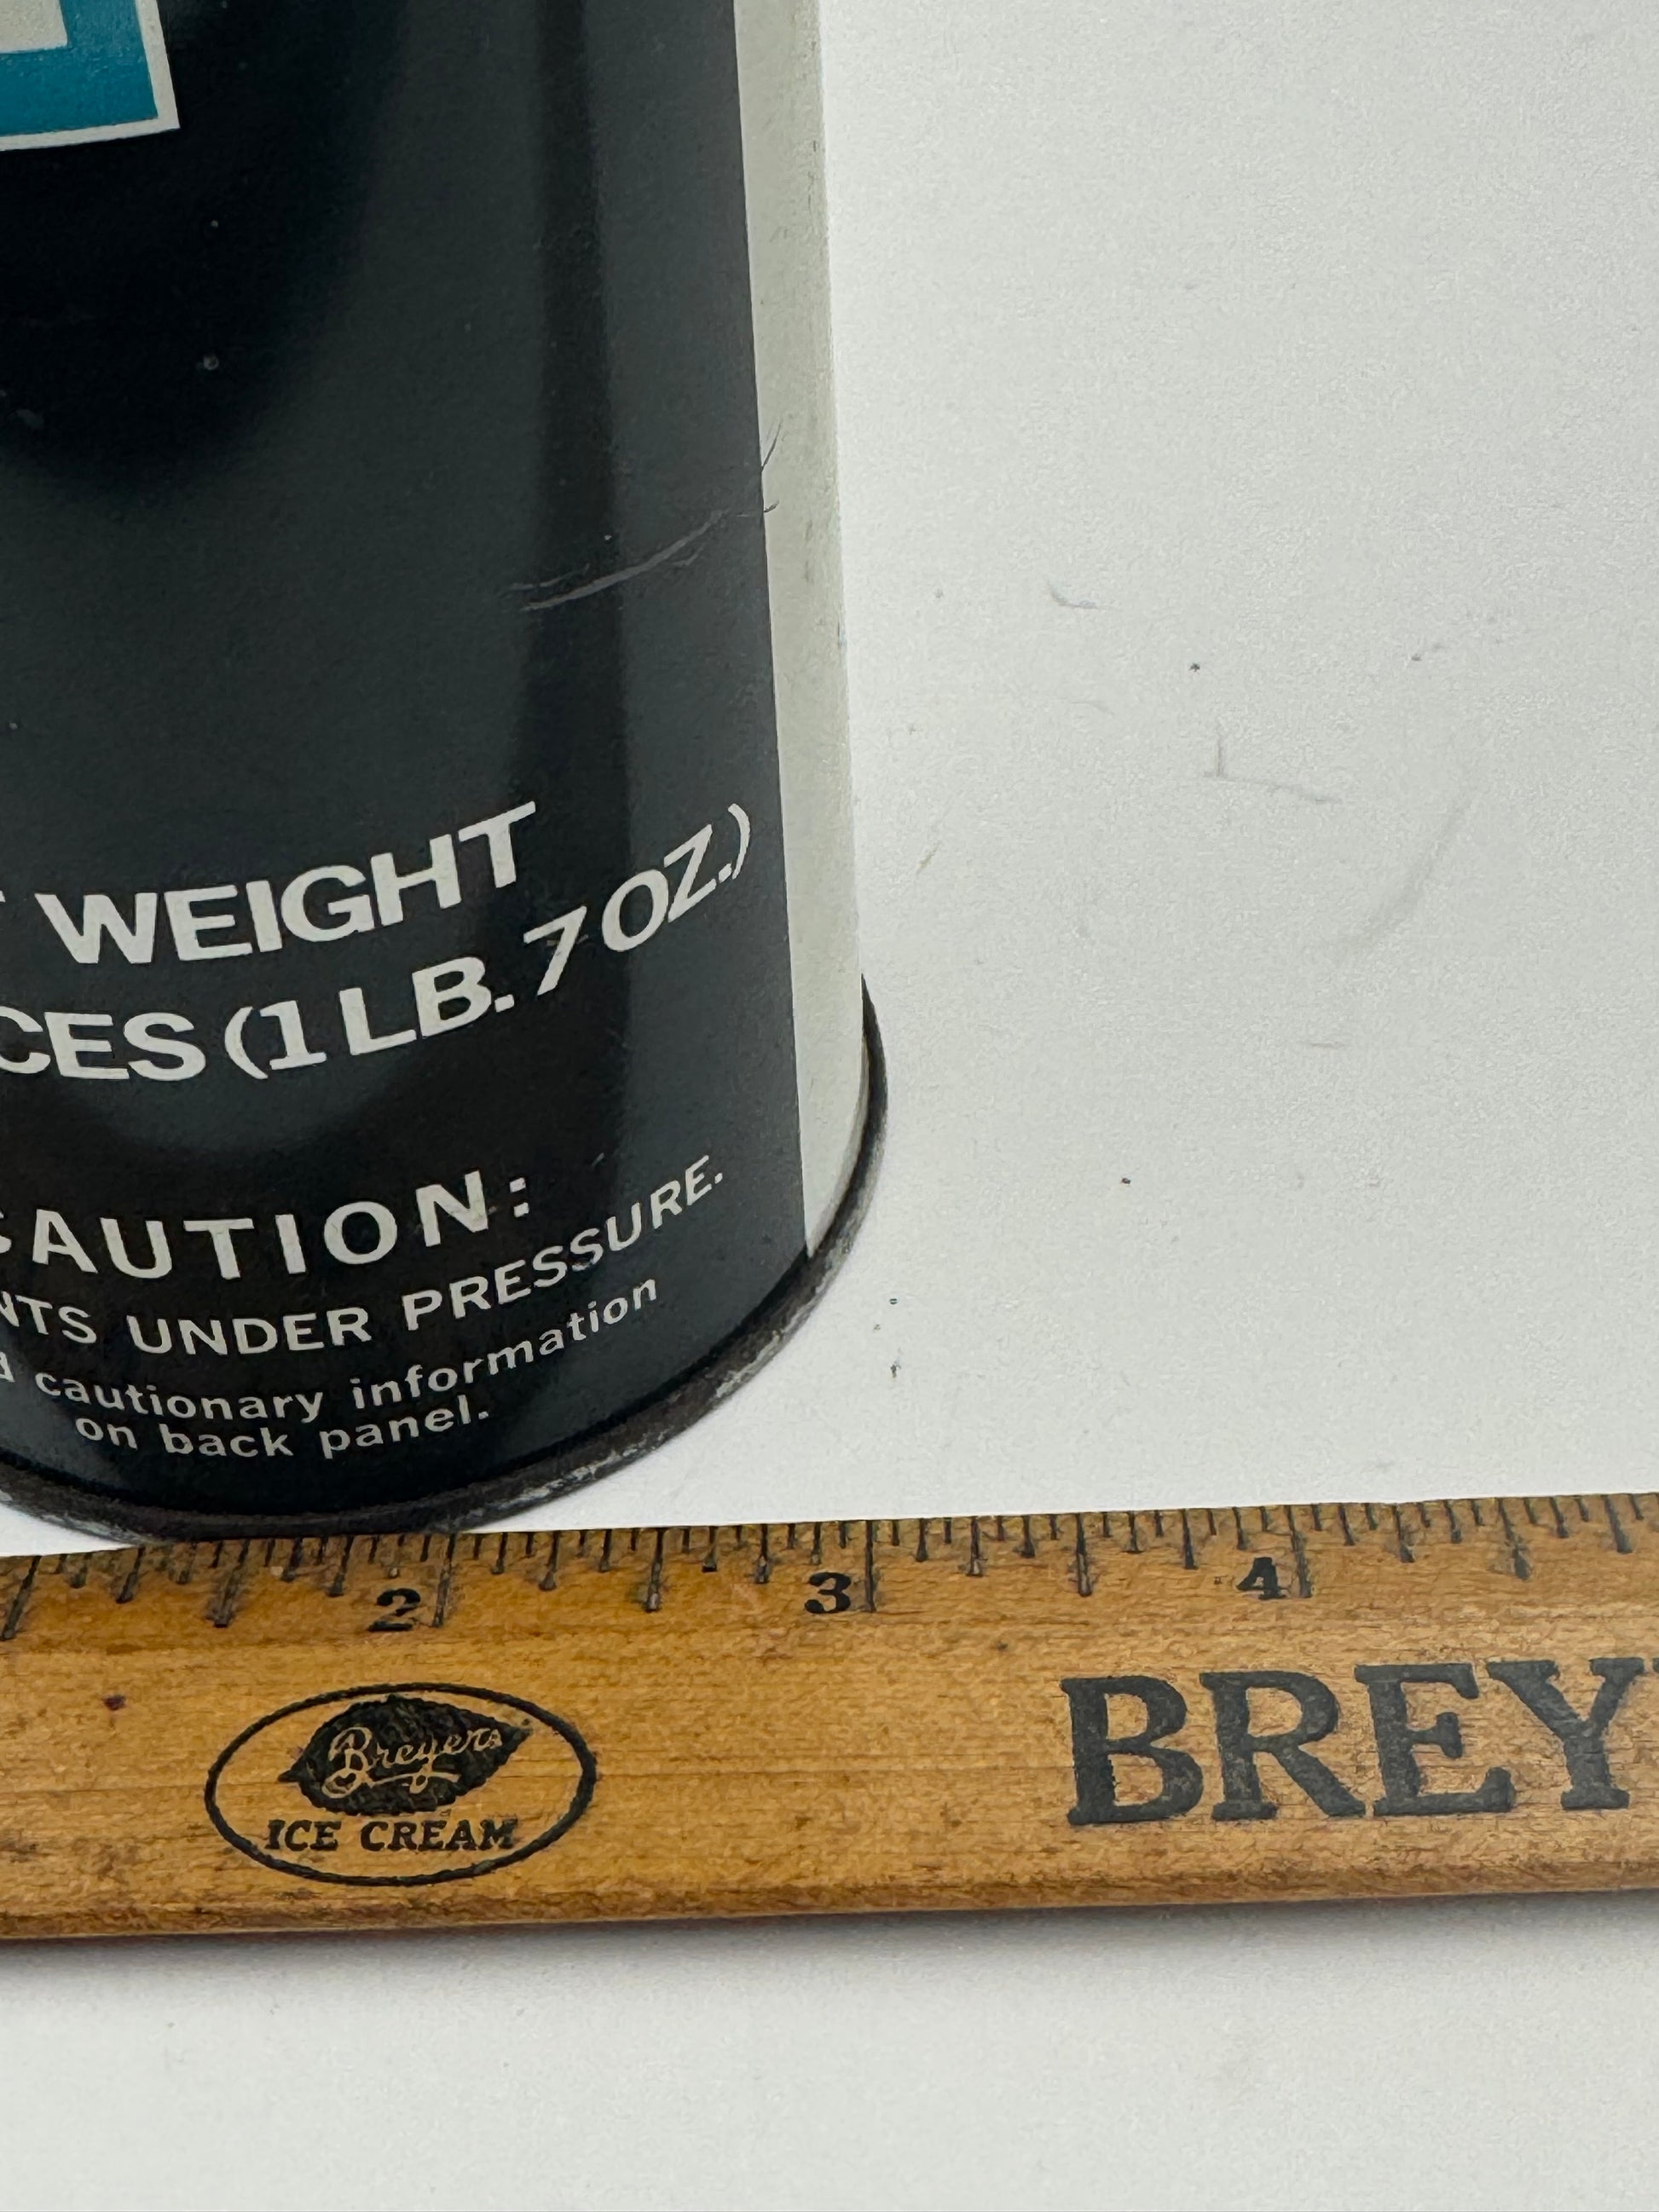 WEIGHT
CES (1 LB. 7 OZ.)
CAUTION:
NTS UNDER PRESSURE.
d cautionary information
on back panel.
2 3 4
Breyers
ICE CREAM
BREY